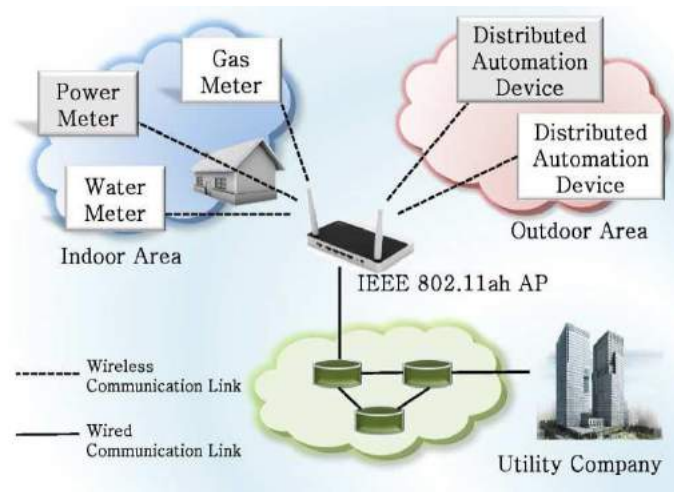 Gas
Meter
Power
Meter
Water
Meter
Indoor Area
Distributed
Automation
Device
Distributed
Automation
Device
Outdoor Area
IEEE 802.11ah AP
Wireless
Communication Link
Wired
Communication Link
Utility Company